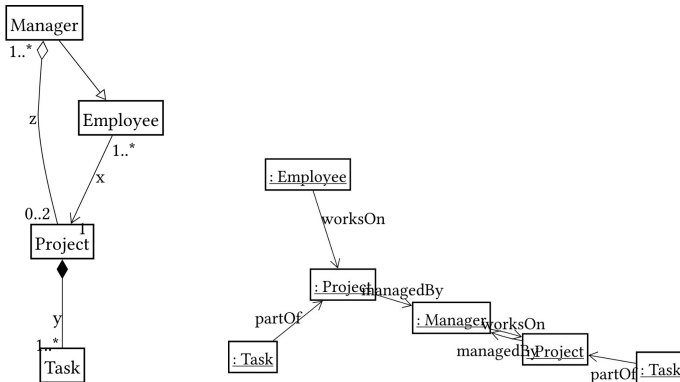 Manager
1..*
z
Employee
1..*
x
0..2
1
Project
y
1..*
Task
: Employee
worksOn
: Project
managedBy
: Manager
worksOn
managedBy
: Project
partOf
: Task
partOf
: Task